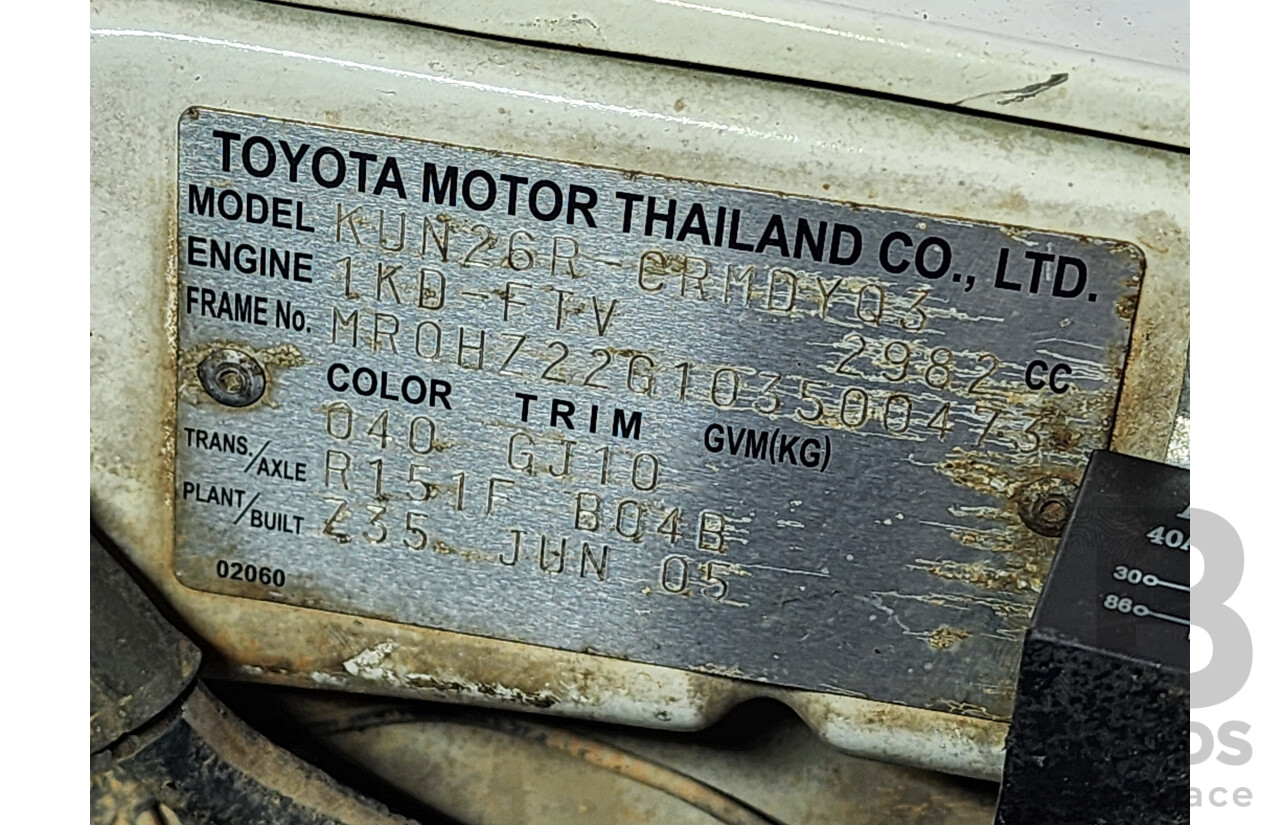 TOYOTA MOTOR THAILAND CO., LTD.
MODEL KUN26R-CRMDYQ3
ENGINE 1KD-FTV 2982 CC
FRAME No. MR0HZ22G103500473
COLOR TRIM GVM(KG)
040 GJ10
TRANS./AXLE R151F B04B
PLANT/BUILT Z35 JUN 05
02060
40A
30
86